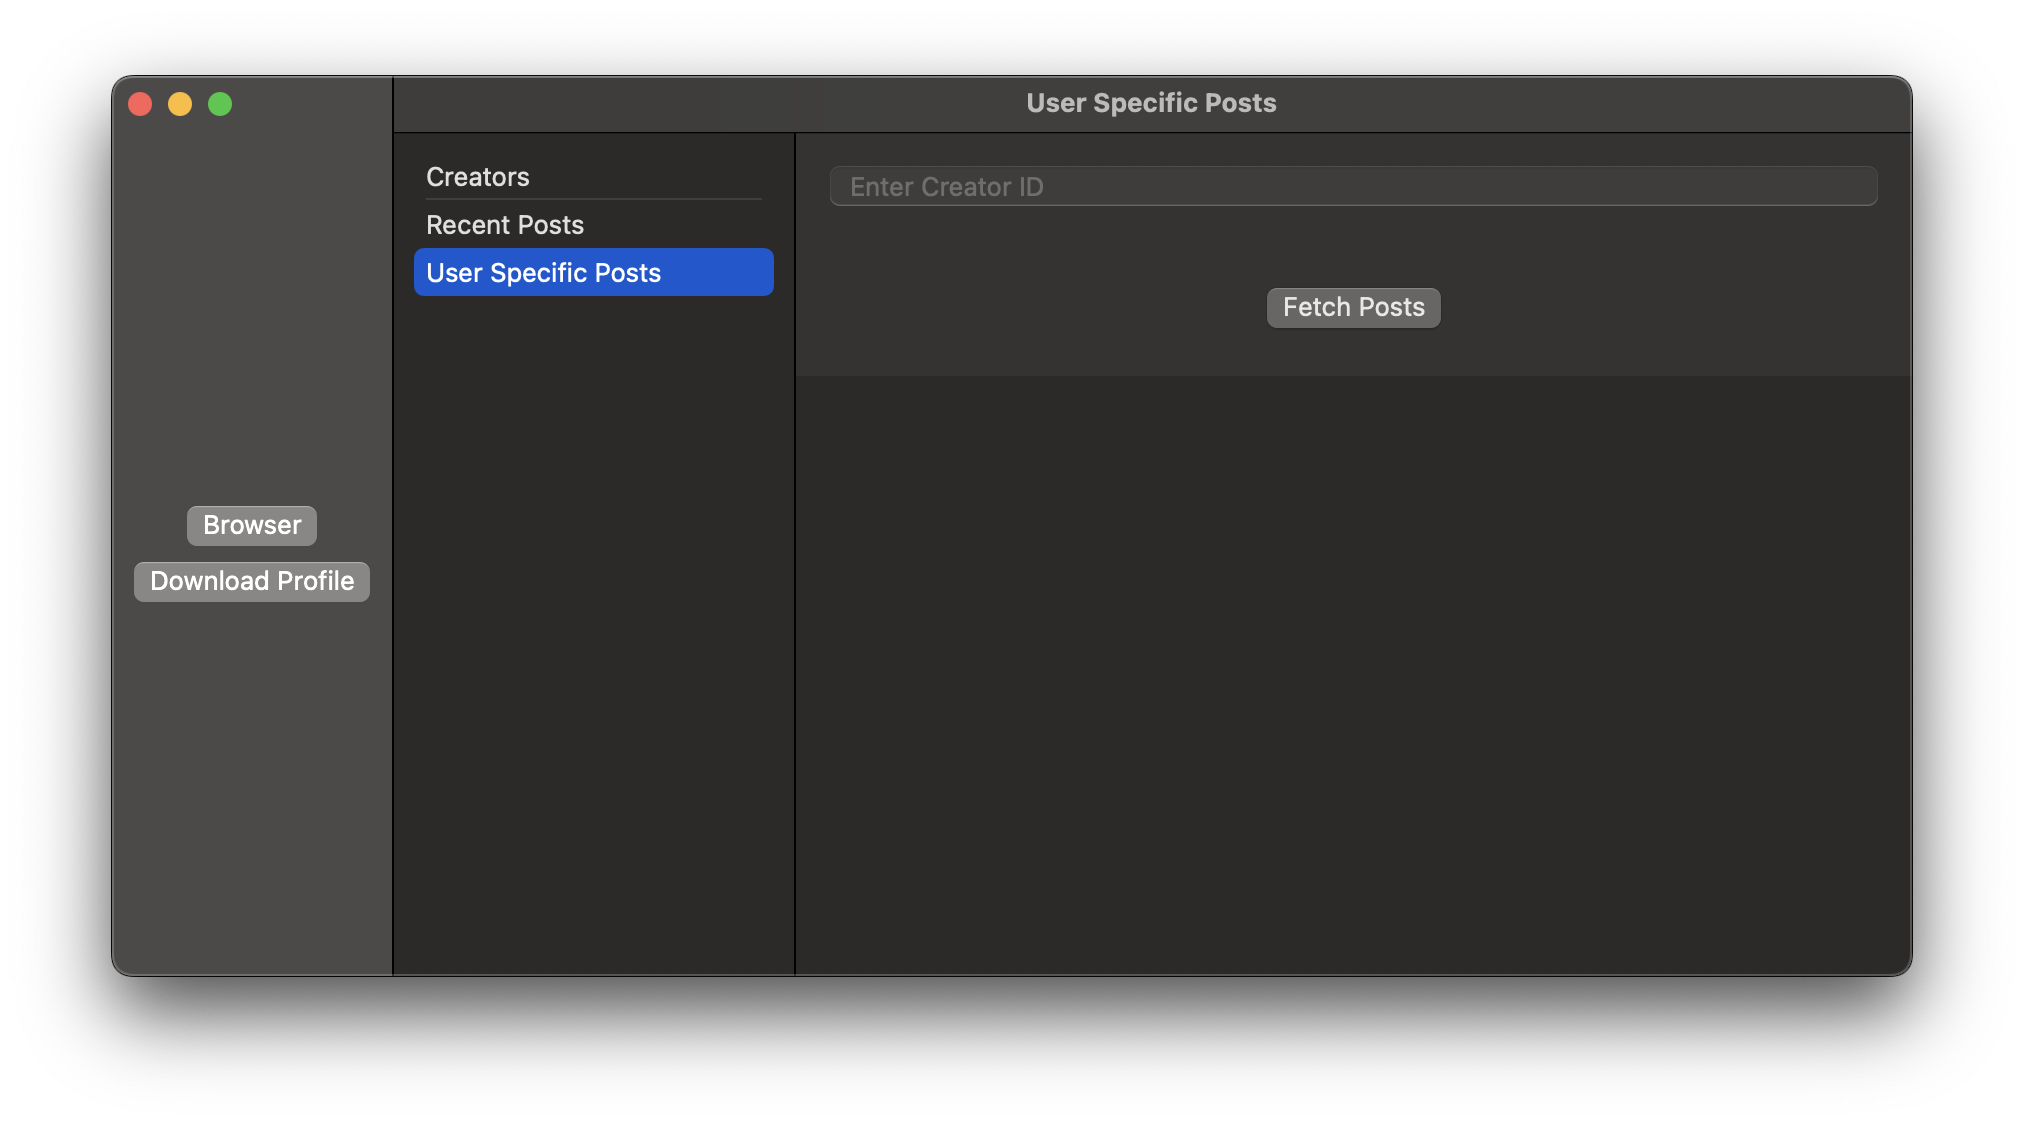 User Specific Posts
Browser
Download Profile
Creators
Recent Posts
User Specific Posts
Enter Creator ID
Fetch Posts